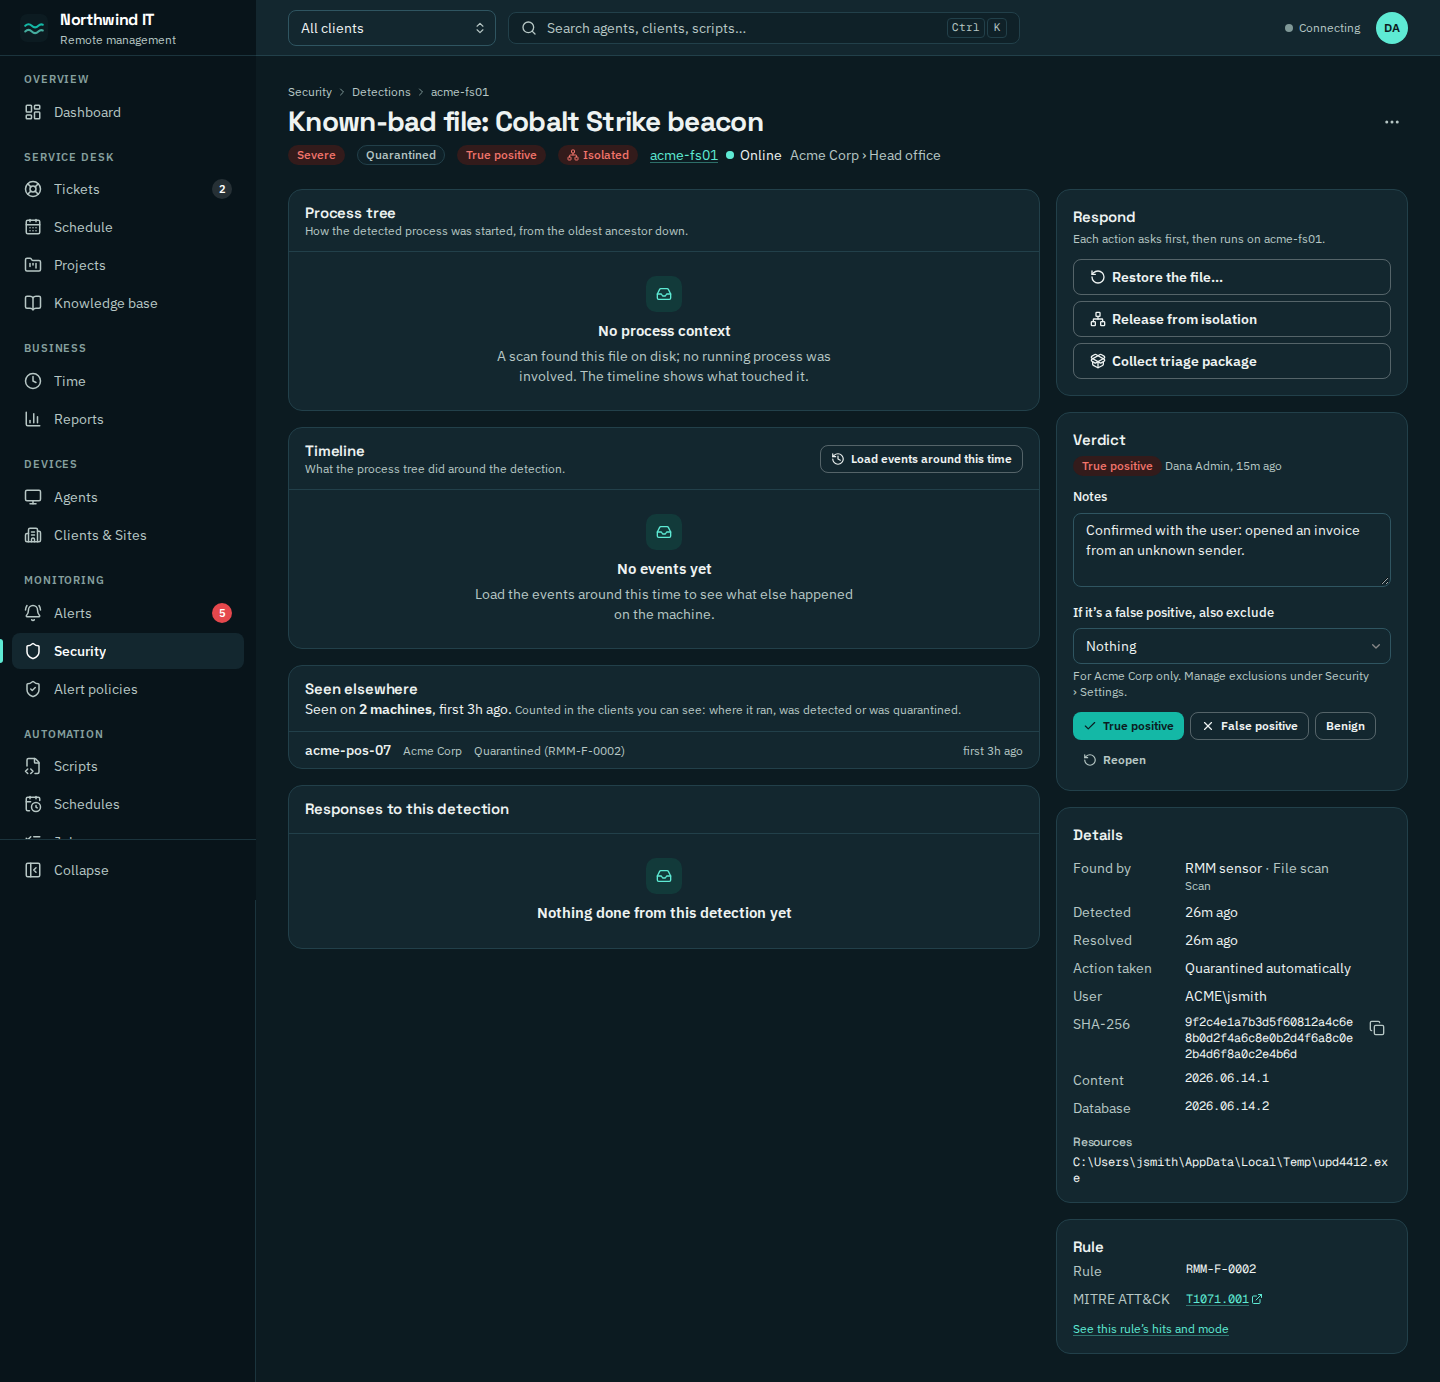 Northwind IT
Remote management
All clients
Search agents, clients, scripts...
Ctrl K
Connecting
DA
OVERVIEW
Dashboard
SERVICE DESK
Tickets 2
Schedule
Projects
Knowledge base
BUSINESS
Time
Reports
DEVICES
Agents
Clients & Sites
MONITORING
Alerts 5
Security
Alert policies
AUTOMATION
Scripts
Schedules
Collapse
Security > Detections > acme-fs01
Known-bad file: Cobalt Strike beacon
Severe Quarantined True positive Isolated acme-fs01 Online Acme Corp › Head office
Process tree
How the detected process was started, from the oldest ancestor down.
No process context
A scan found this file on disk; no running process was
involved. The timeline shows what touched it.
Timeline
What the process tree did around the detection.
Load events around this time
No events yet
Load the events around this time to see what else happened
on the machine.
Seen elsewhere
Seen on 2 machines, first 3h ago. Counted in the clients you can see: where it ran, was detected or was quarantined.
acme-pos-07 Acme Corp Quarantined (RMM-F-0002) first 3h ago
Responses to this detection
Nothing done from this detection yet
Respond
Each action asks first, then runs on acme-fs01.
Restore the file...
Release from isolation
Collect triage package
Verdict
True positive Dana Admin, 15m ago
Notes
Confirmed with the user: opened an invoice
from an unknown sender.
If it's a false positive, also exclude
Nothing
For Acme Corp only. Manage exclusions under Security
› Settings.
True positive False positive Benign
Reopen
Details
Found by RMM sensor · File scan
Scan
Detected 26m ago
Resolved 26m ago
Action taken Quarantined automatically
User ACME\jsmith
SHA-256 9f2c4e1a7b3d5f60812a4c6e
8b0d2f4a6c8e0b2d4f6a8c0e
2b4d6f8a0c2e4b6d
Content 2026.06.14.1
Database 2026.06.14.2
Resources
C:\Users\jsmith\AppData\Local\Temp\upd4412.ex
e
Rule
Rule RMM-F-0002
MITRE ATT&CK T1071.001
See this rule's hits and mode